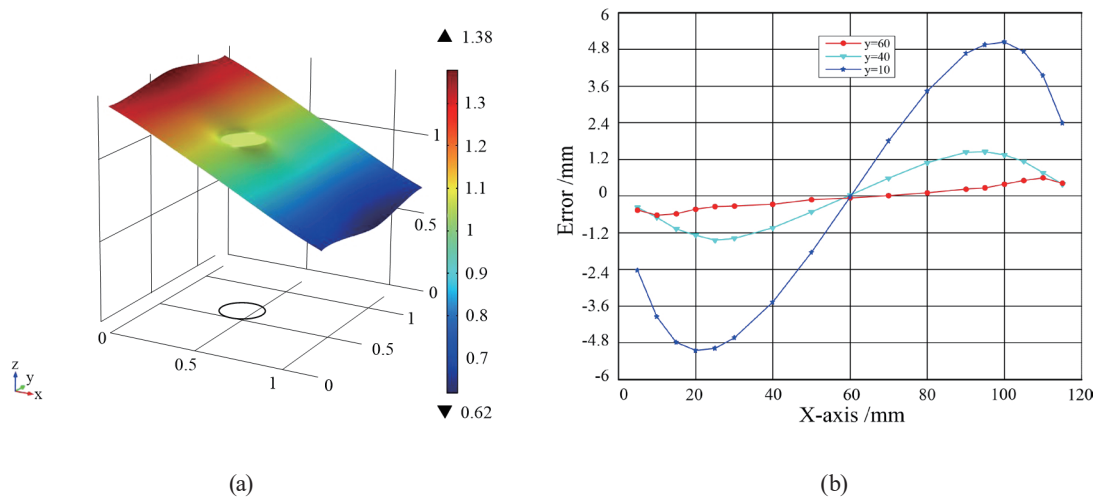 ▲ 1.38
1.3
1.2
1.1
1
0.9
0.8
0.7
▼ 0.62
1
0.5
0
1
0.5
0
0
0.5
1
z
y
x
(a)
6
4.8
3.6
2.4
1.2
0
-1.2
-2.4
-3.6
-4.8
-6
Error /mm
y=60
y=40
y=10
0 20 40 60 80 100 120
X-axis /mm
(b)